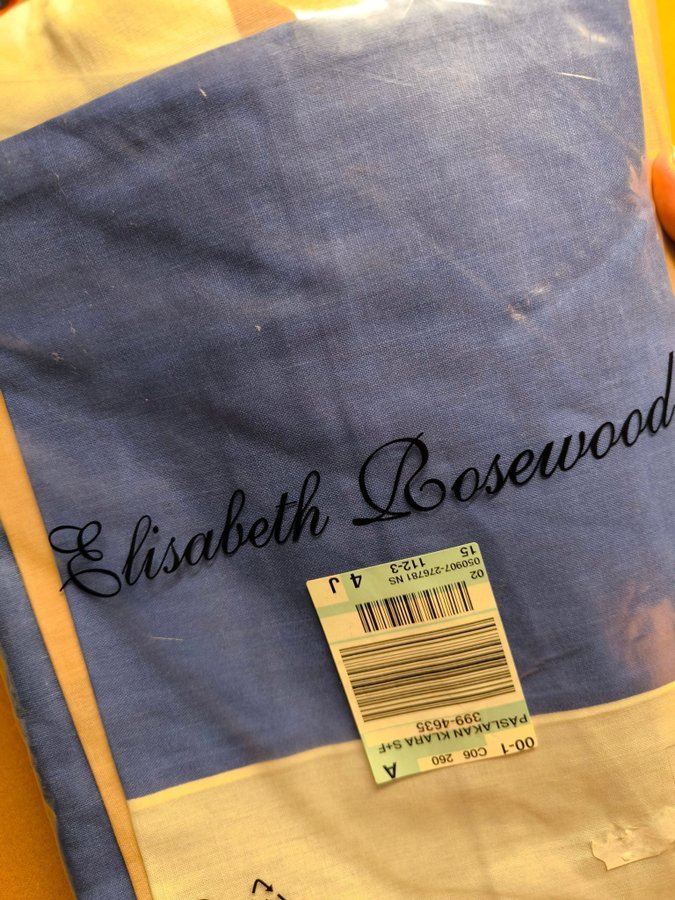 Elisabeth Rosewood
00-1 C06 260 A
PASLAKAN KLARA S+F
399-4635
02 050907-276781 NS
15 112-3 4 J